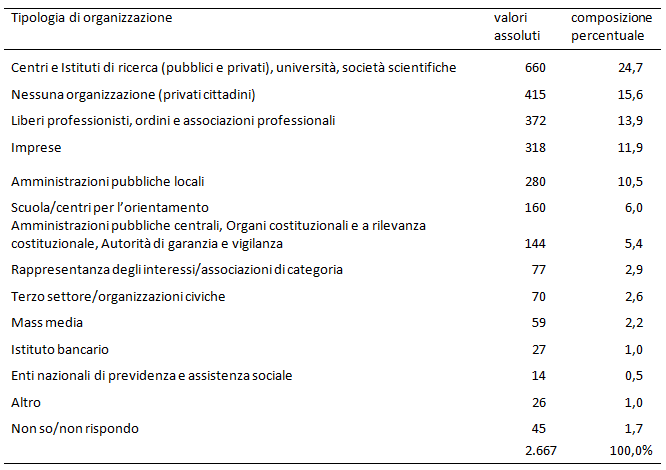 Tipologia di organizzazione valori assoluti composizione percentuale
Centri e Istituti di ricerca (pubblici e privati), università, società scientifiche 660 24,7
Nessuna organizzazione (privati cittadini) 415 15,6
Liberi professionisti, ordini e associazioni professionali 372 13,9
Imprese 318 11,9
Amministrazioni pubbliche locali 280 10,5
Scuola/centri per l'orientamento 160 6,0
Amministrazioni pubbliche centrali, Organi costituzionali e a rilevanza
costituzionale, Autorità di garanzia e vigilanza 144 5,4
Rappresentanza degli interessi/associazioni di categoria 77 2,9
Terzo settore/organizzazioni civiche 70 2,6
Mass media 59 2,2
Istituto bancario 27 1,0
Enti nazionali di previdenza e assistenza sociale 14 0,5
Altro 26 1,0
Non so/non rispondo 45 1,7
2.667 100,0%